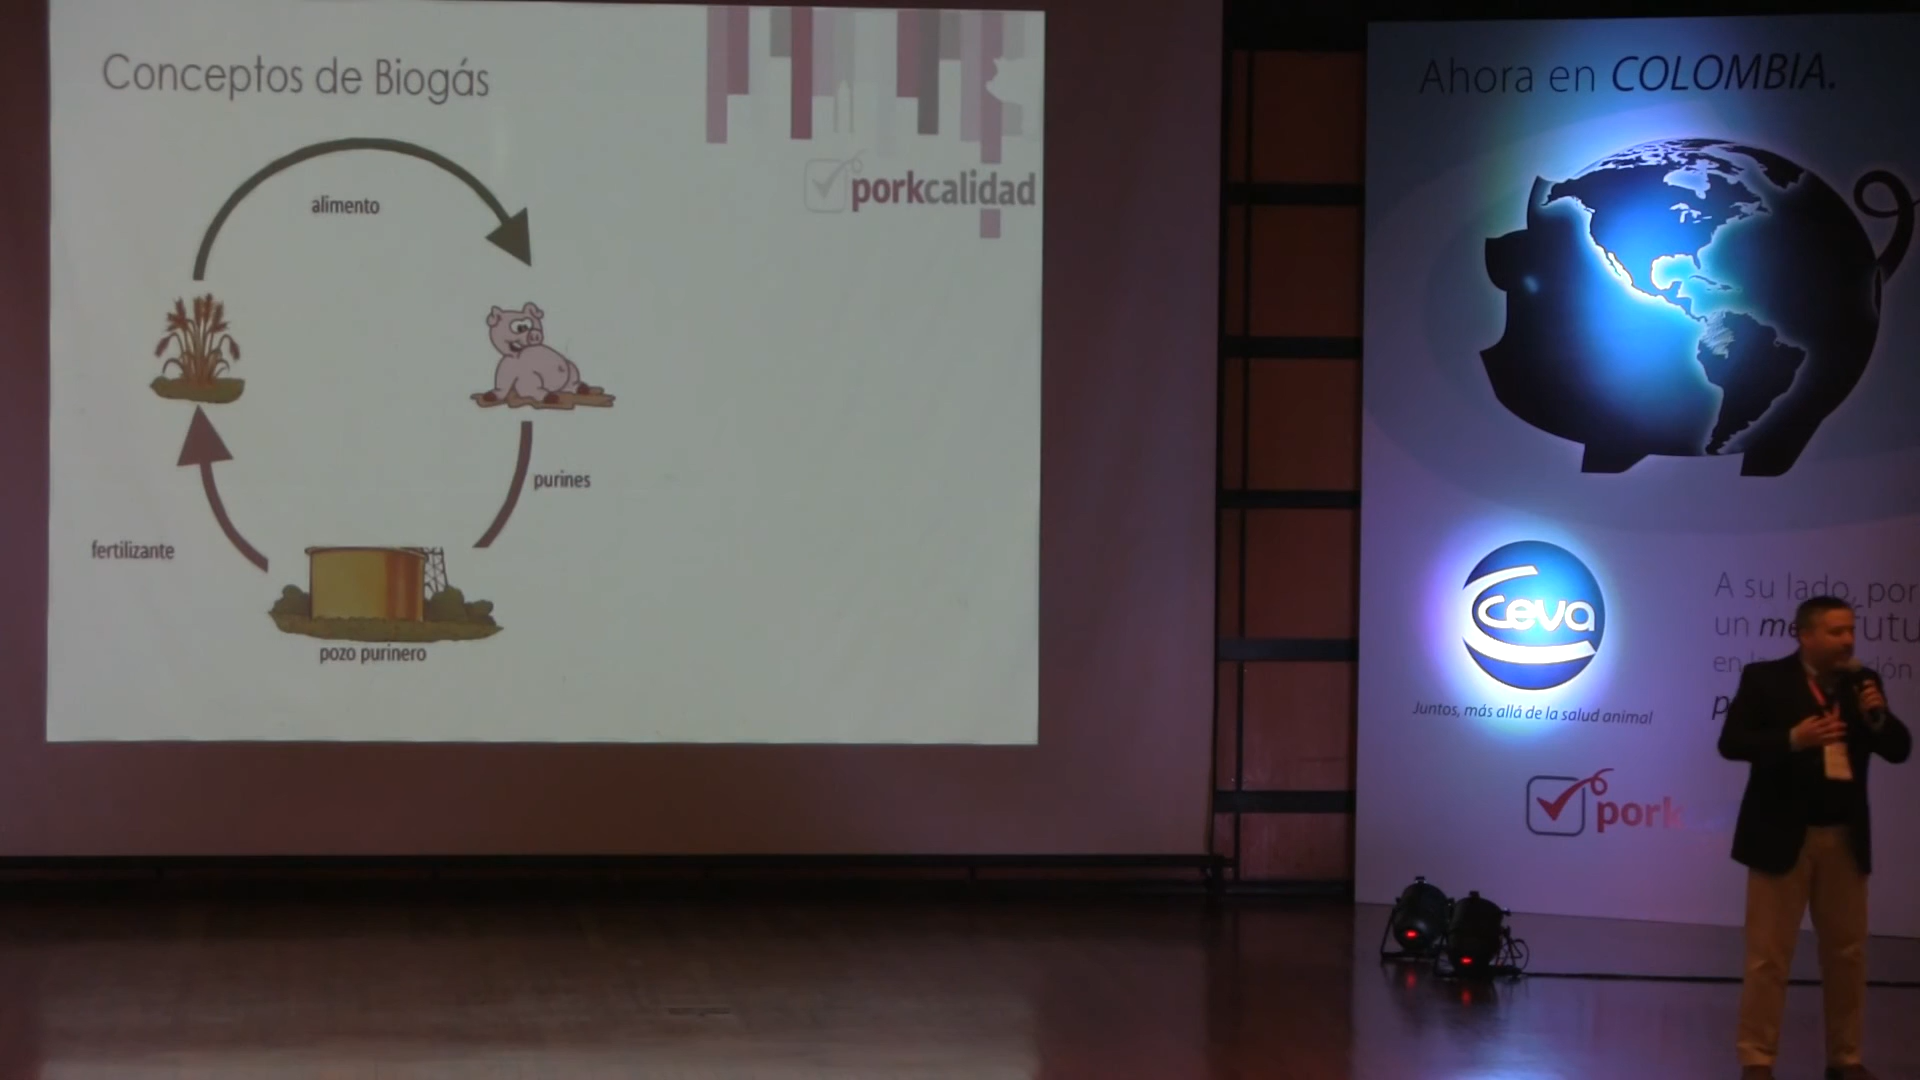 Conceptos de Biogás
porkcalidad
alimento
purines
fertilizante
pozo purinero
Ahora en COLOMBIA.
ceva
Juntos, más allá de la salud animal
A su lado, por
un
en
pork